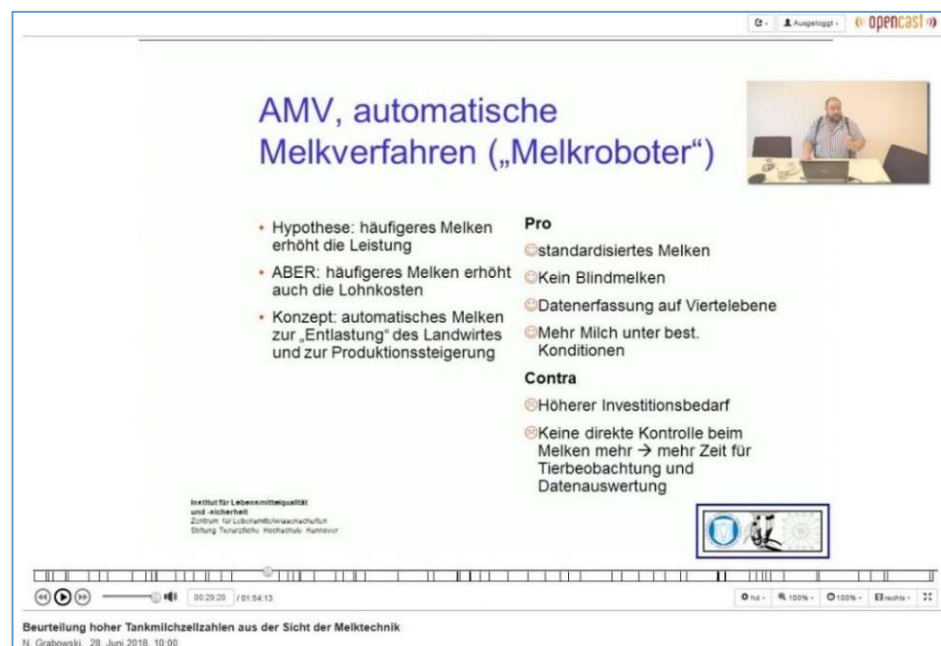 Ausgeloggt
opencast
AMV, automatische
Melkverfahren („Melkroboter“)
• Hypothese: häufigeres Melken
erhöht die Leistung
• ABER: häufigeres Melken erhöht
auch die Lohnkosten
• Konzept: automatisches Melken
zur „Entlastung“ des Landwirtes
und zur Produktionssteigerung
Pro
☺standardisiertes Melken
☺Kein Blindmelken
☺Datenerfassung auf Viertelebene
☺Mehr Milch unter best.
Konditionen
Contra
☹Höherer Investitionsbedarf
☹Keine direkte Kontrolle beim
Melken mehr → mehr Zeit für
Tierbeobachtung und
Datenauswertung
Institut für Lebensmittelqualität
und -sicherheit
Zentrum für Lebensmittelwissenschaften
Stiftung Tierärztliche Hochschule Hannover
00:29:20 / 01:54:13
hd 100% 100% rechts
Beurteilung hoher Tankmilchzellzahlen aus der Sicht der Melktechnik
N. Grabowski, 28. Juni 2018, 10:00